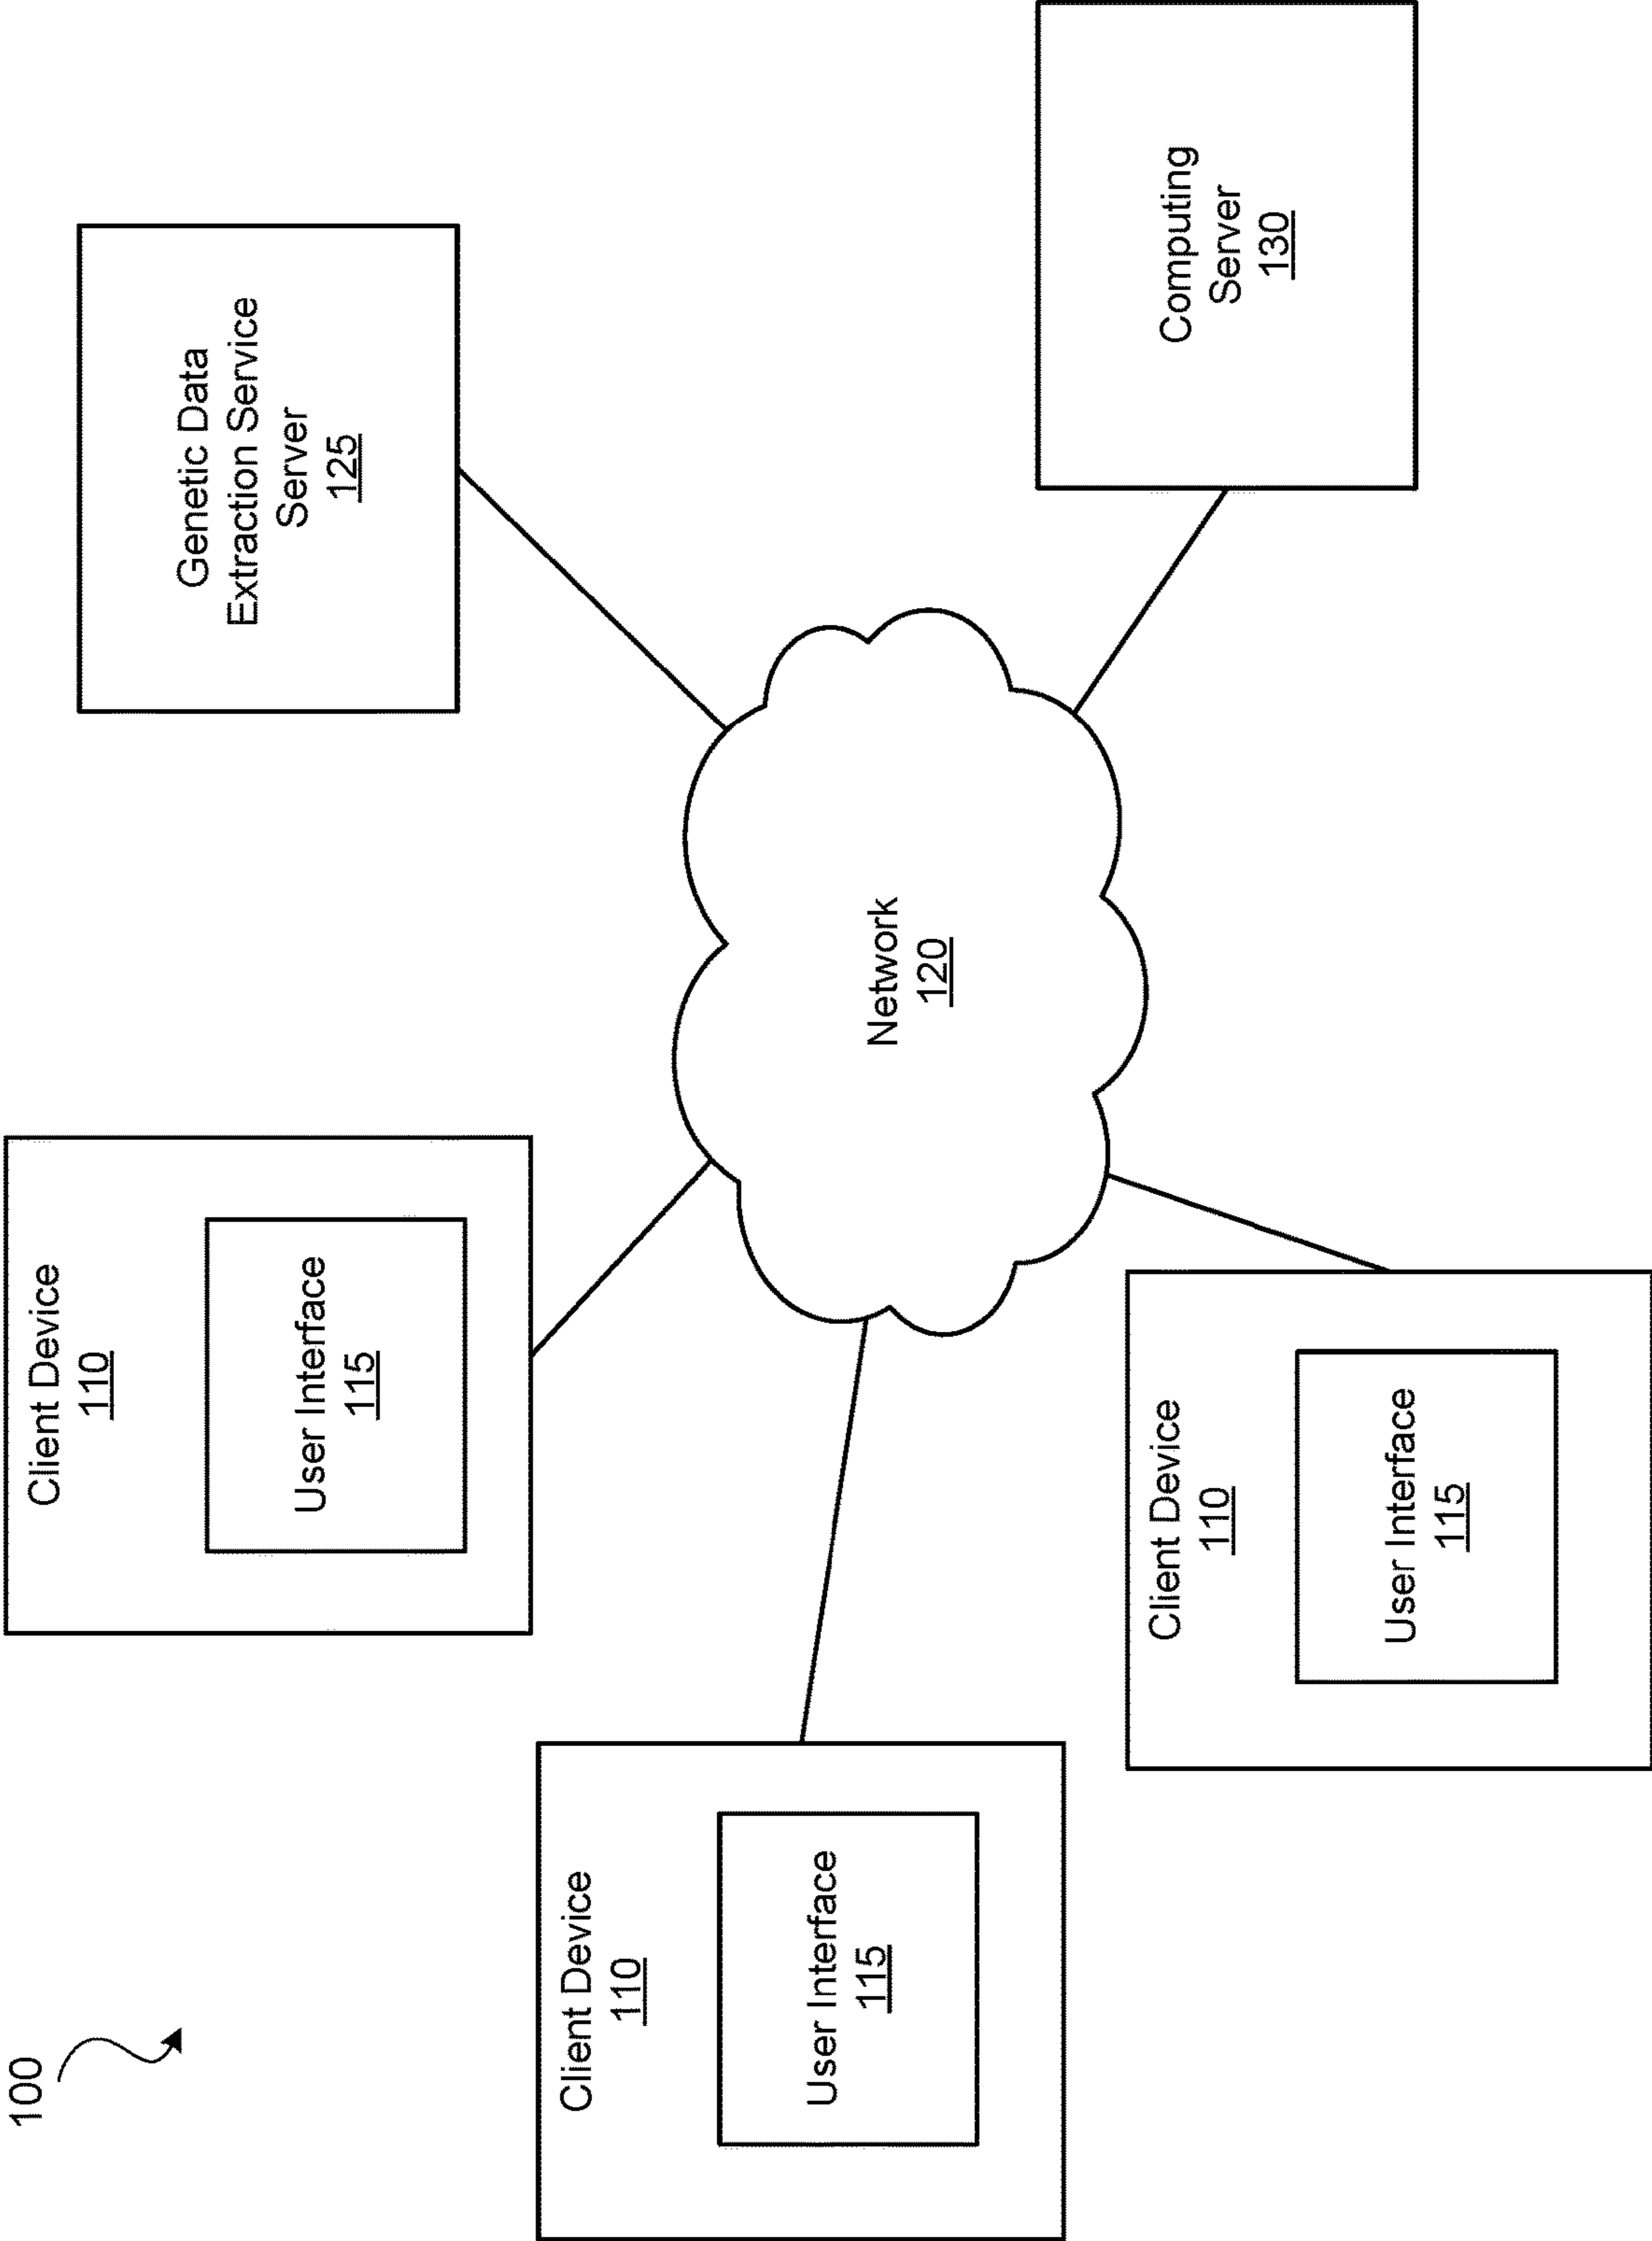 100
Client Device
110
User Interface
115
Client Device
110
User Interface
115
Client Device
110
User Interface
115
Network
120
Genetic Data
Extraction Service
Server
125
Computing
Server
130